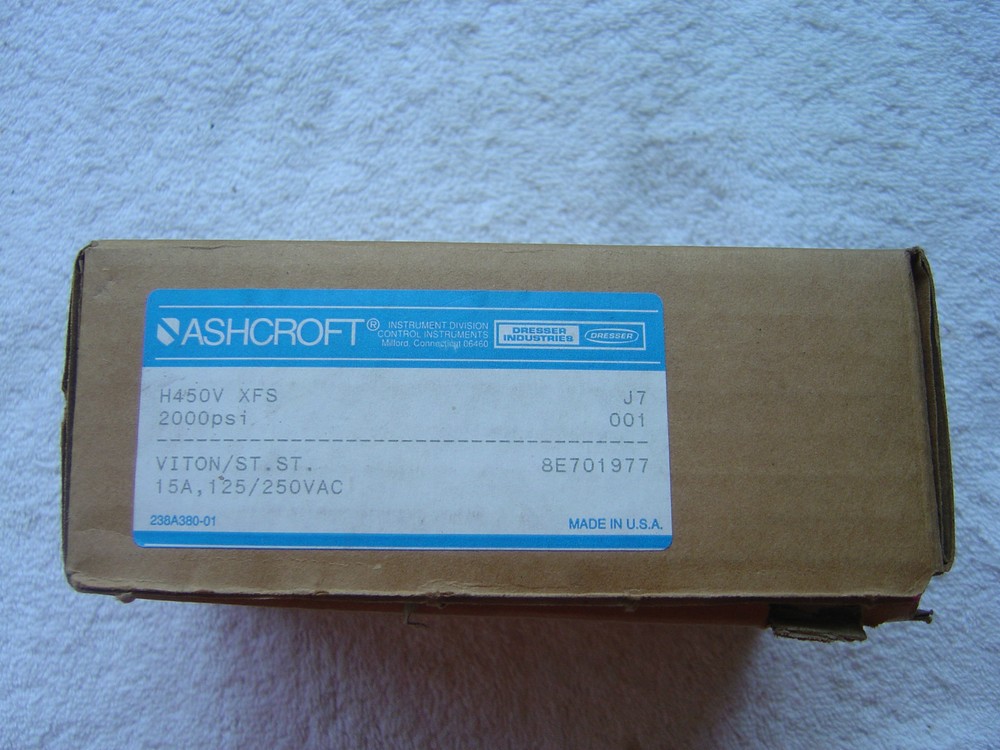 ASHCROFT®
INSTRUMENT DIVISION
CONTROL INSTRUMENTS
Milford, Connecticut 06460
DRESSER
INDUSTRIES
DRESSER
H450V XFS J7
2000psi 001
VITON/ST.ST. 8E701977
15A,125/250VAC
238A380-01 MADE IN U.S.A.